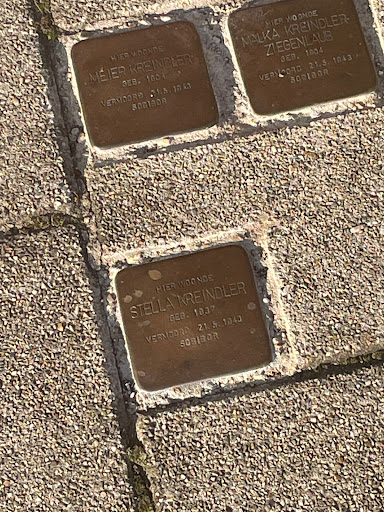 HIER WOONDE
MEIER KREINDLER
GEB. 1904
VERMOORD 21.5.1943
SOBIBOR
HIER WOONDE
MALKA KREINDLER-
ZIEGENLAUB
GEB. 1904
VERMOORD 21.5.1943
SOBIBOR
HIER WOONDE
STELLA KREINDLER
GEB. 1937
VERMOORD 21.5.1943
SOBIBOR